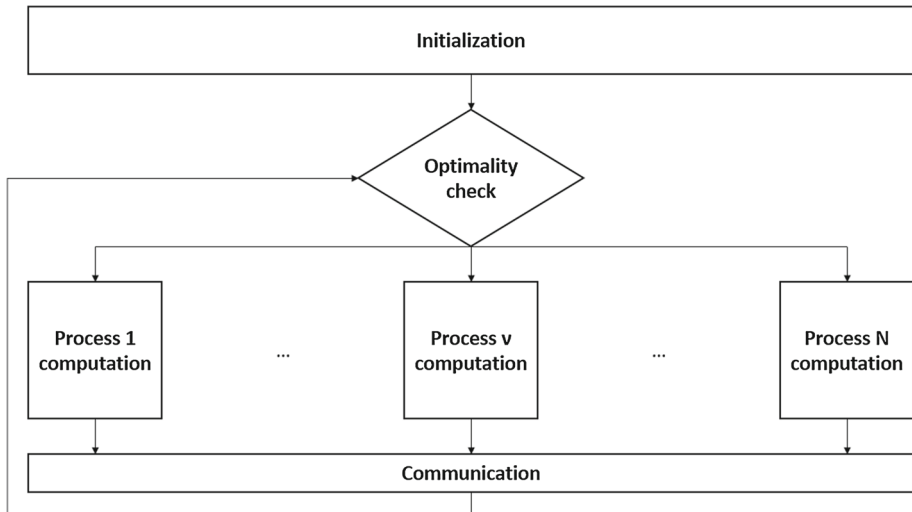 Initialization
Optimality
check
Process 1
computation
...
Process ν
computation
...
Process N
computation
Communication